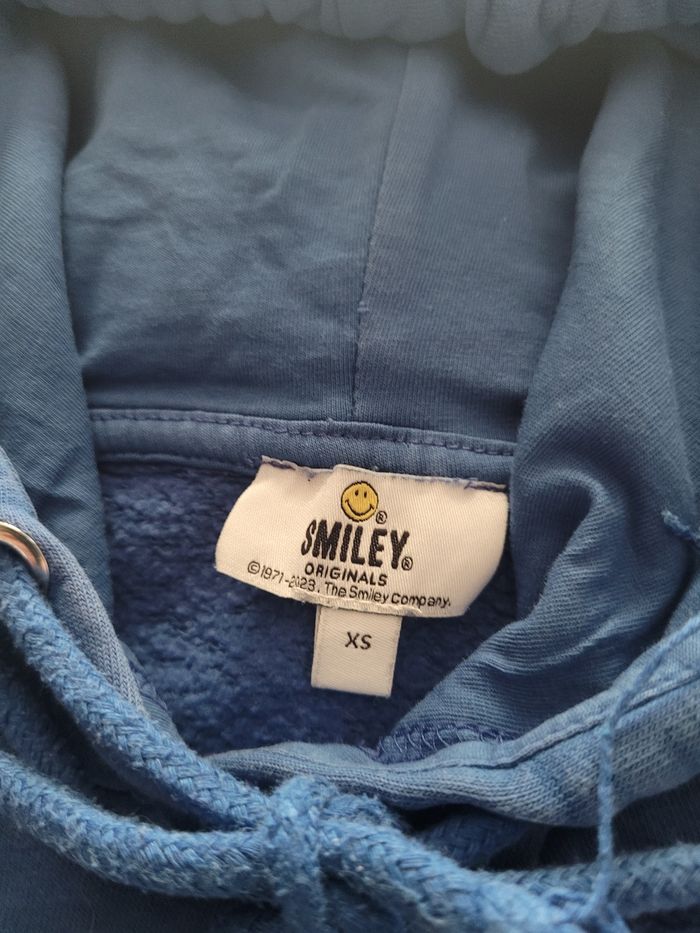 ®
SMILEY®
ORIGINALS
©1971-2023. The Smiley Company.
XS